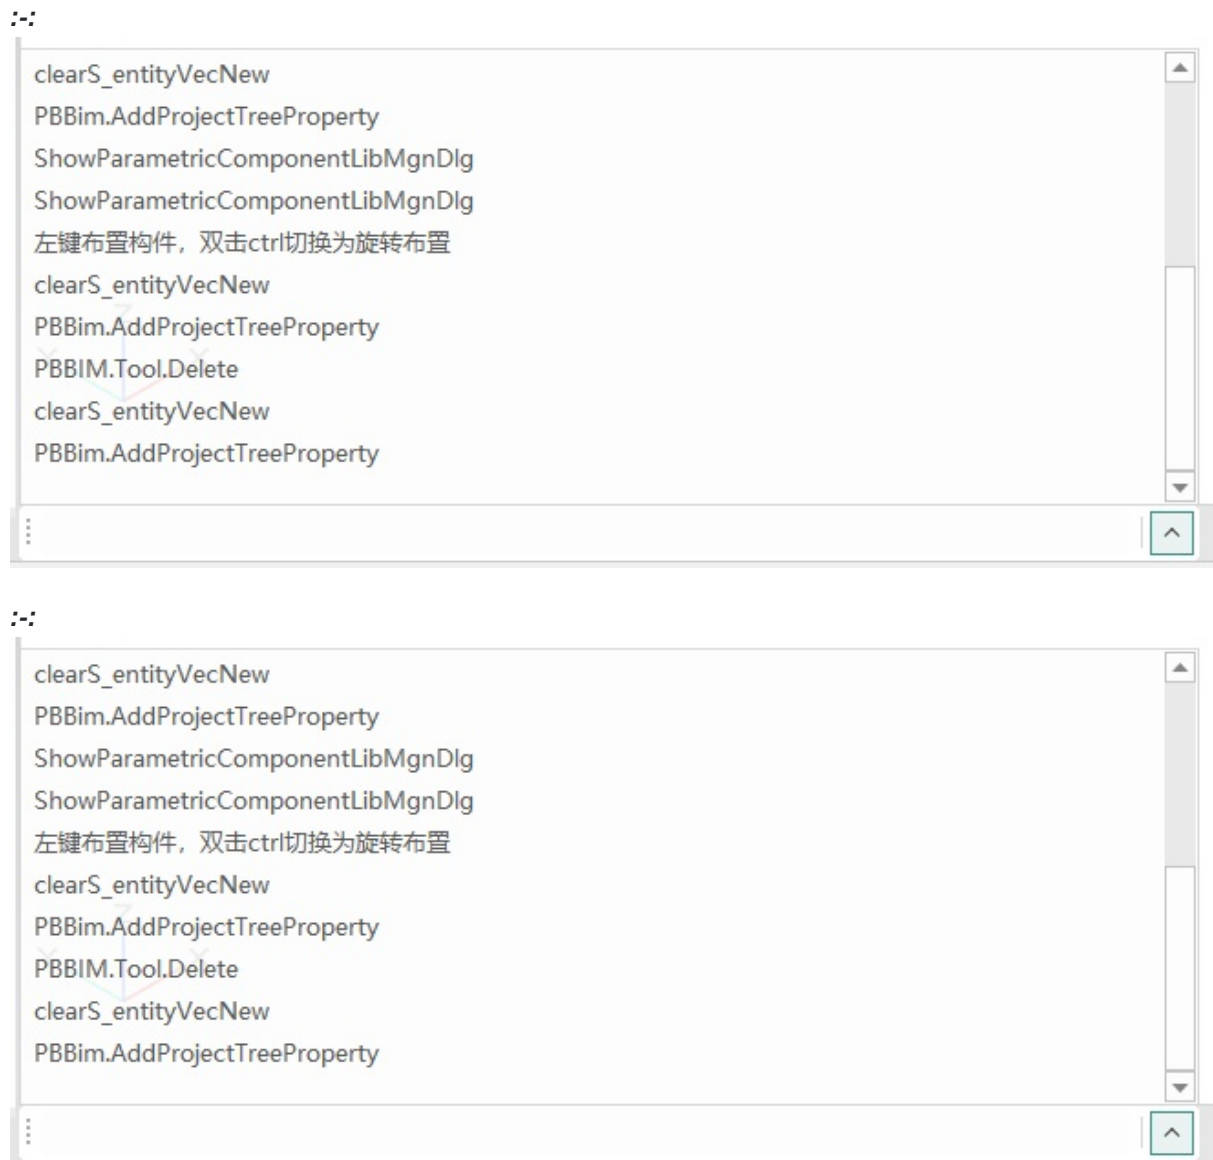 :-:
clearS_entityVecNew
PBBim.AddProjectTreeProperty
ShowParametricComponentLibMgnDlg
ShowParametricComponentLibMgnDlg
左键布置构件，双击ctrl切换为旋转布置
clearS_entityVecNew
Z
PBBim.AddProjectTreeProperty
Y X
PBBIM.Tool.Delete
clearS_entityVecNew
PBBim.AddProjectTreeProperty
:-:
clearS_entityVecNew
PBBim.AddProjectTreeProperty
ShowParametricComponentLibMgnDlg
ShowParametricComponentLibMgnDlg
左键布置构件，双击ctrl切换为旋转布置
clearS_entityVecNew
Z
PBBim.AddProjectTreeProperty
Y X
PBBIM.Tool.Delete
clearS_entityVecNew
PBBim.AddProjectTreeProperty